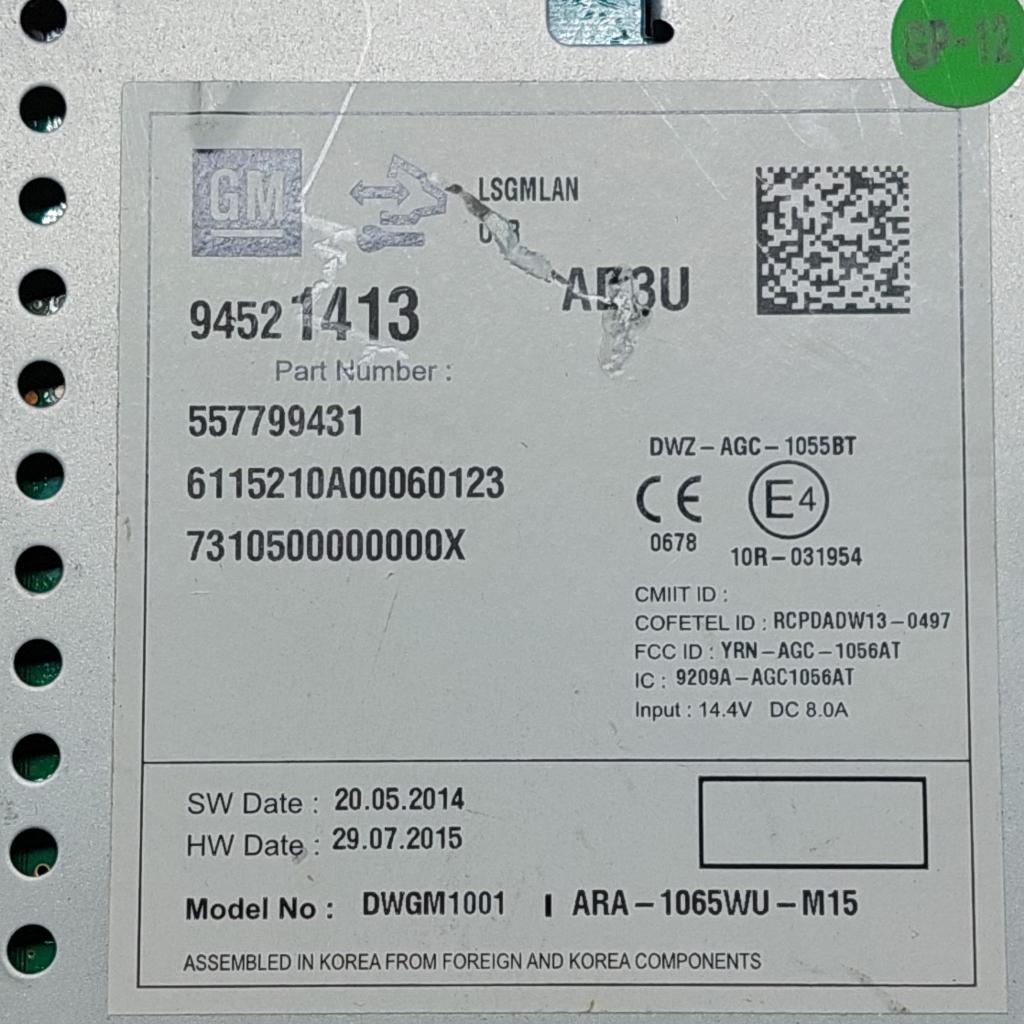 GP-12
GM
LSGMLAN
94521413
Part Number :
557799431
6115210A00060123
7310500000000X
DWZ-AGC-1055BT
CE
E4
0678
10R-031954
CMIIT ID :
COFETEL ID : RCPDADW13-0497
FCC ID : YRN-AGC-1056AT
IC : 9209A-AGC1056AT
Input : 14.4V DC 8.0A
SW Date : 20.05.2014
HW Date : 29.07.2015
Model No : DWGM1001 I ARA-1065WU-M15
ASSEMBLED IN KOREA FROM FOREIGN AND KOREA COMPONENTS